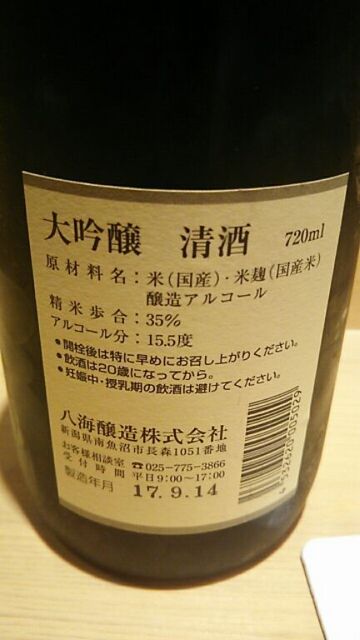 大吟醸 清酒 720ml
原材料名：米(国産)・米麹(国産米)
醸造アルコール
精米歩合：35%
アルコール分：15.5度
●開栓後は特に早めにお召し上がりください。
●飲酒は20歳になってから。
●妊娠中・授乳期の飲酒は避けてください。
八海醸造株式会社
新潟県南魚沼市長森1051番地
お客様相談室 ☎025-775-3866
受付時間 平日9:00〜17:00
製造年月 17.9.14
4532620505029